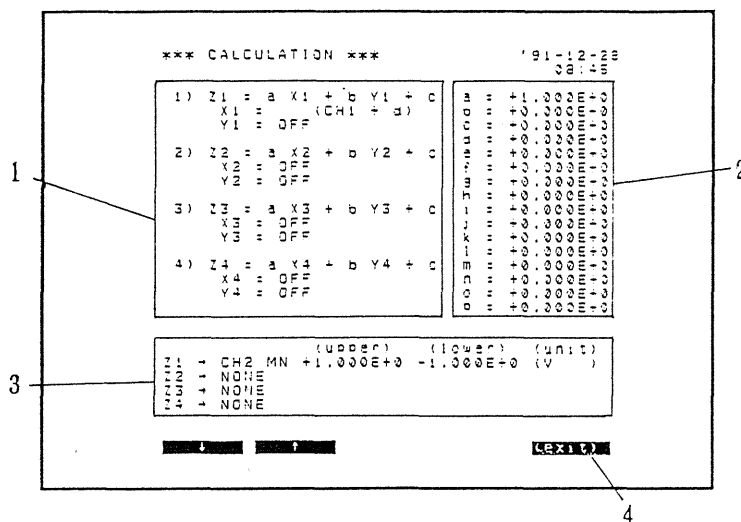 *** CALCULATION *** '91-12-28
08:45
1) Z1 = a X1 + b Y1 + c
X1 = (CH1 + d)
Y1 = OFF
2) Z2 = a X2 + b Y2 + c
X2 = OFF
Y2 = OFF
3) Z3 = a X3 + b Y3 + c
X3 = OFF
Y3 = OFF
4) Z4 = a X4 + b Y4 + c
X4 = OFF
Y4 = OFF
a = +1.000E+0
b = +0.000E+0
c = +0.000E+0
d = +0.000E+0
e = +0.000E+0
f = +0.000E+0
g = +0.000E+0
h = +0.000E+0
i = +0.000E+0
j = +0.000E+0
k = +0.000E+0
l = +0.000E+0
m = +0.000E+0
n = +0.000E+0
o = +0.000E+0
p = +0.000E+0
1
2
(upper) (lower) (unit)
Z1 → CH2 MN +1.000E+0 -1.000E+0 (V )
Z2 → NONE
Z3 → NONE
Z4 → NONE
3
↓ ↑ (exit)
4